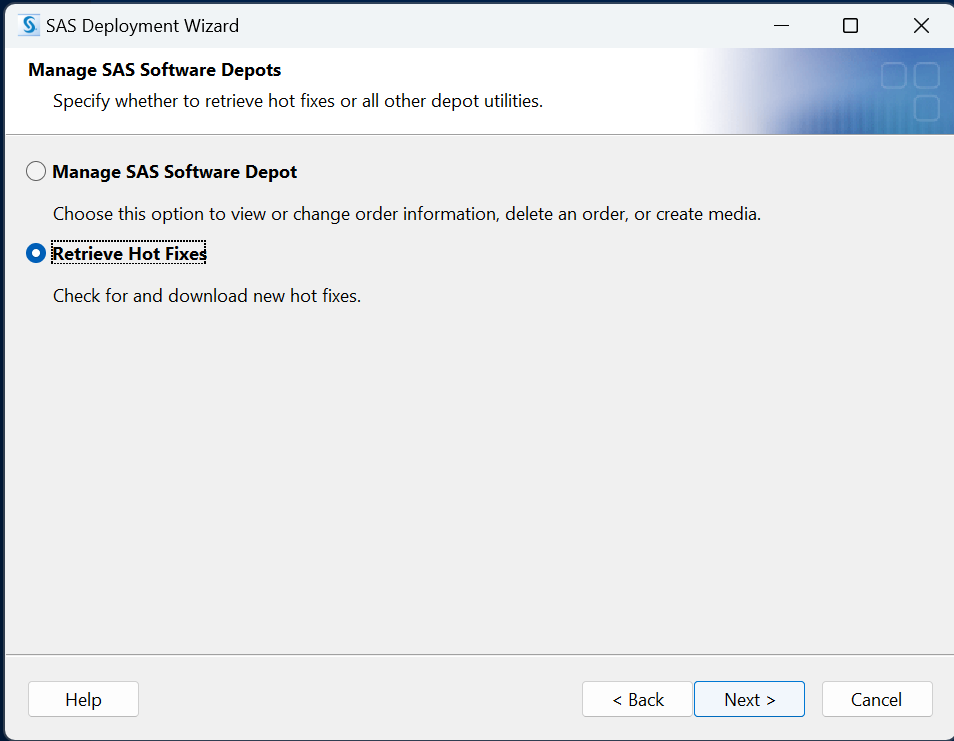 SAS Deployment Wizard
Manage SAS Software Depots
Specify whether to retrieve hot fixes or all other depot utilities.
Manage SAS Software Depot
Choose this option to view or change order information, delete an order, or create media.
Retrieve Hot Fixes
Check for and download new hot fixes.
Help
< Back
Next >
Cancel